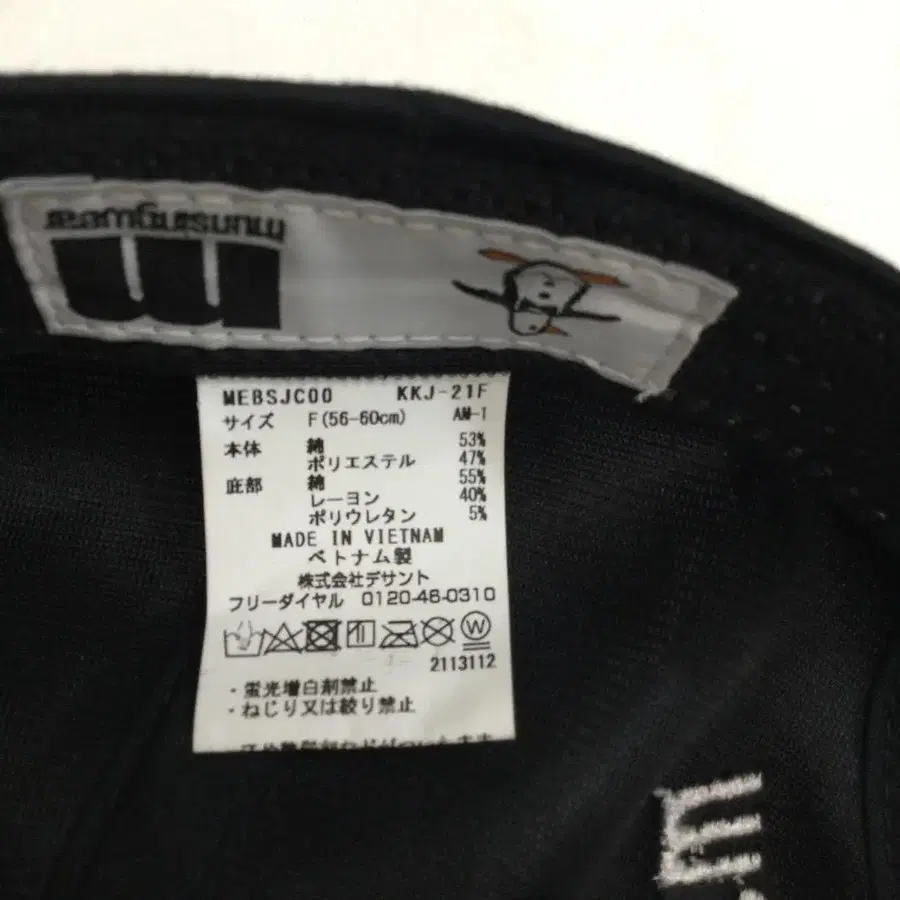 munsingwear
MEBSJC00 KKJ-21F
サイズ F(56-60cm) AM-1
本体 綿 53%
ポリエステル 47%
庇部 綿 55%
レーヨン 40%
ポリウレタン 5%
MADE IN VIETNAM
ベトナム製
株式会社デサント
フリーダイヤル 0120-46-0310
W
2113112
・蛍光増白剤禁止
・ねじり又は絞り禁止